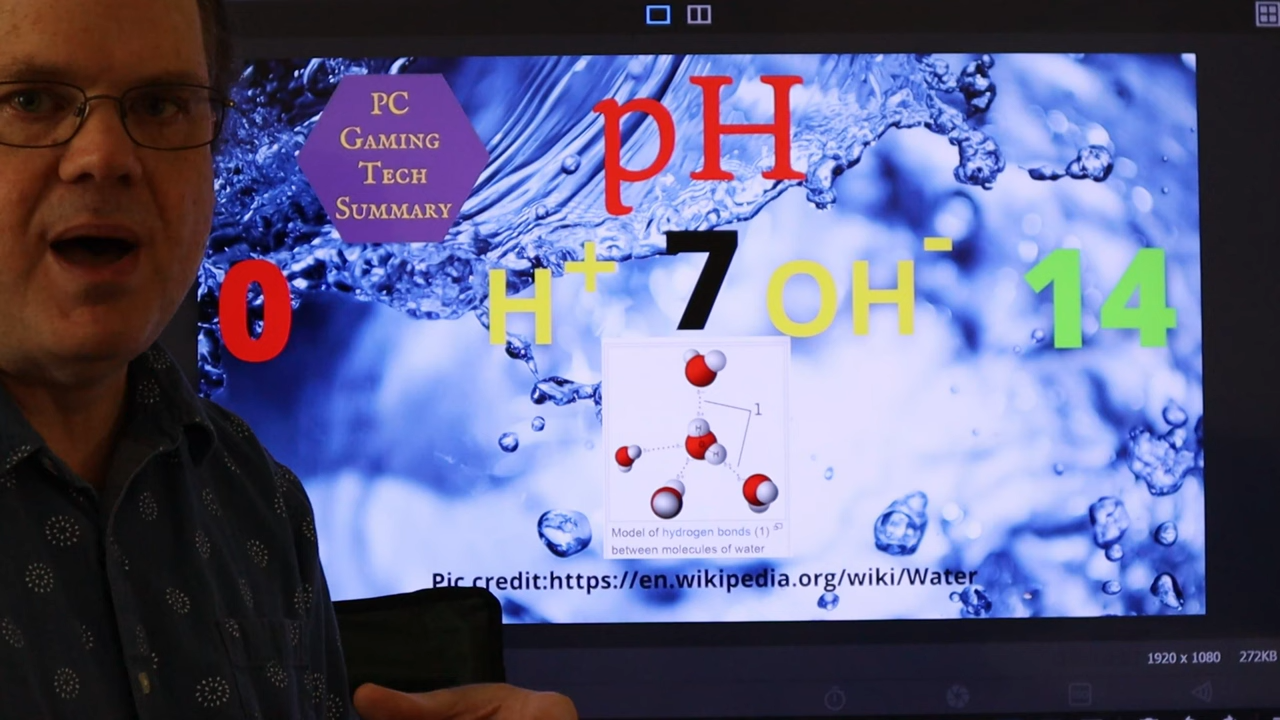 PC
GAMING
TECH
SUMMARY
pH
0 H+ 7 OH- 14
1
H
H
Model of hydrogen bonds (1)
between molecules of water
Pic credit:https://en.wikipedia.org/wiki/Water
1920 x 1080 272KB